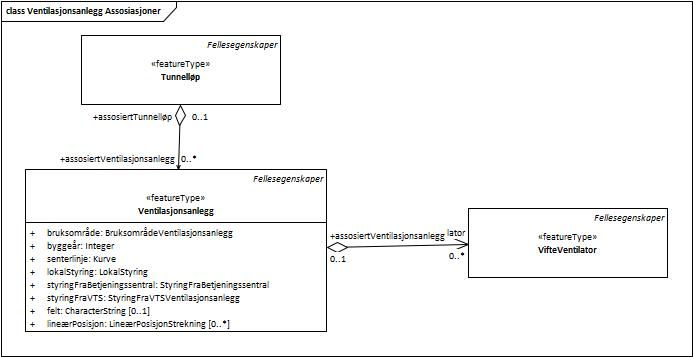 class Ventilasjonsanlegg Assosiasjoner
Fellesegenskaper
«featureType»
Tunnelløp
+assosiertTunnelløp 0..1
+assosiertVentilasjonsanlegg 0..*
Fellesegenskaper
«featureType»
Ventilasjonsanlegg
+ bruksområde: BruksområdeVentilasjonsanlegg
+ byggeår: Integer
+ senterlinje: Kurve
+ lokalStyring: LokalStyring
+ styringFraBetjeningssentral: StyringFraBetjeningssentral
+ styringFraVTS: StyringFraVTSVentilasjonsanlegg
+ felt: CharacterString [0..1]
+ lineærPosisjon: LineærPosisjonStrekning [0..*]
+assosiertVentilasjonsanlegg lator
0..1 0..*
Fellesegenskaper
«featureType»
VifteVentilator